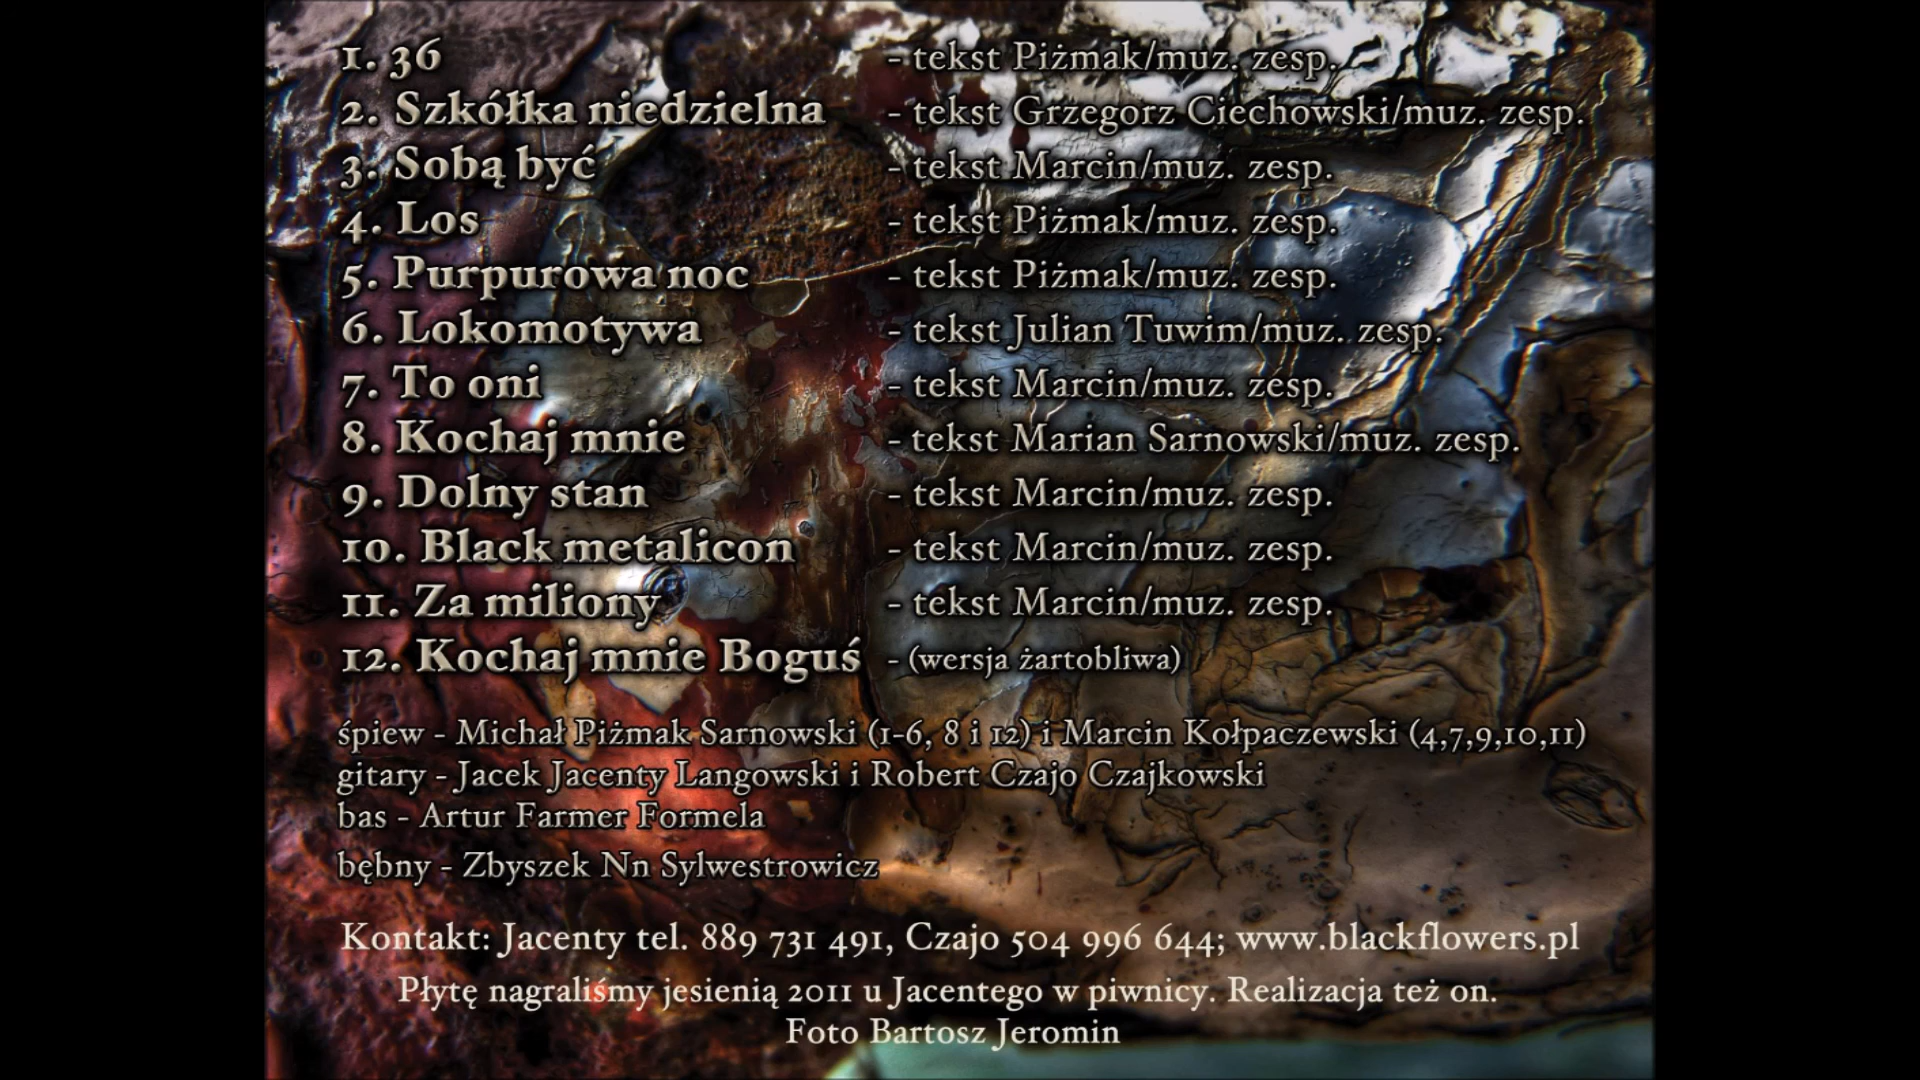 1. 36 - tekst Piżmak/muz. zesp.
2. Szkółka niedzielna - tekst Grzegorz Ciechowski/muz. zesp.
3. Sobą być - tekst Marcin/muz. zesp.
4. Los - tekst Piżmak/muz. zesp.
5. Purpurowa noc - tekst Piżmak/muz. zesp.
6. Lokomotywa - tekst Julian Tuwim/muz. zesp.
7. To oni - tekst Marcin/muz. zesp.
8. Kochaj mnie - tekst Marian Sarnowski/muz. zesp.
9. Dolny stan - tekst Marcin/muz. zesp.
10. Black metalicon - tekst Marcin/muz. zesp.
11. Za miliony - tekst Marcin/muz. zesp.
12. Kochaj mnie Boguś - (wersja żartobliwa)
śpiew - Michał Piżmak Sarnowski (1-6, 8 i 12) i Marcin Kołpaczewski (4,7,9,10,11)
gitary - Jacek Jacenty Langowski i Robert Czajo Czajkowski
bas - Artur Farmer Formela
bębny - Zbyszek Nn Sylwestrowicz
Kontakt: Jacenty tel. 889 731 491, Czajo 504 996 644; www.blackflowers.pl
Płytę nagraliśmy jesienią 2011 u Jacentego w piwnicy. Realizacja też on.
Foto Bartosz Jeromin